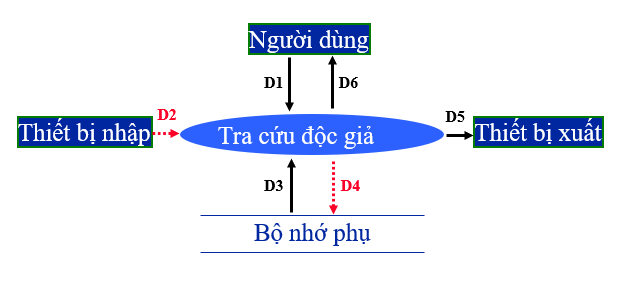 Người dùng
D1
D6
D2
D5
Thiết bị nhập
Tra cứu độc giả
Thiết bị xuất
D3
D4
Bộ nhớ phụ